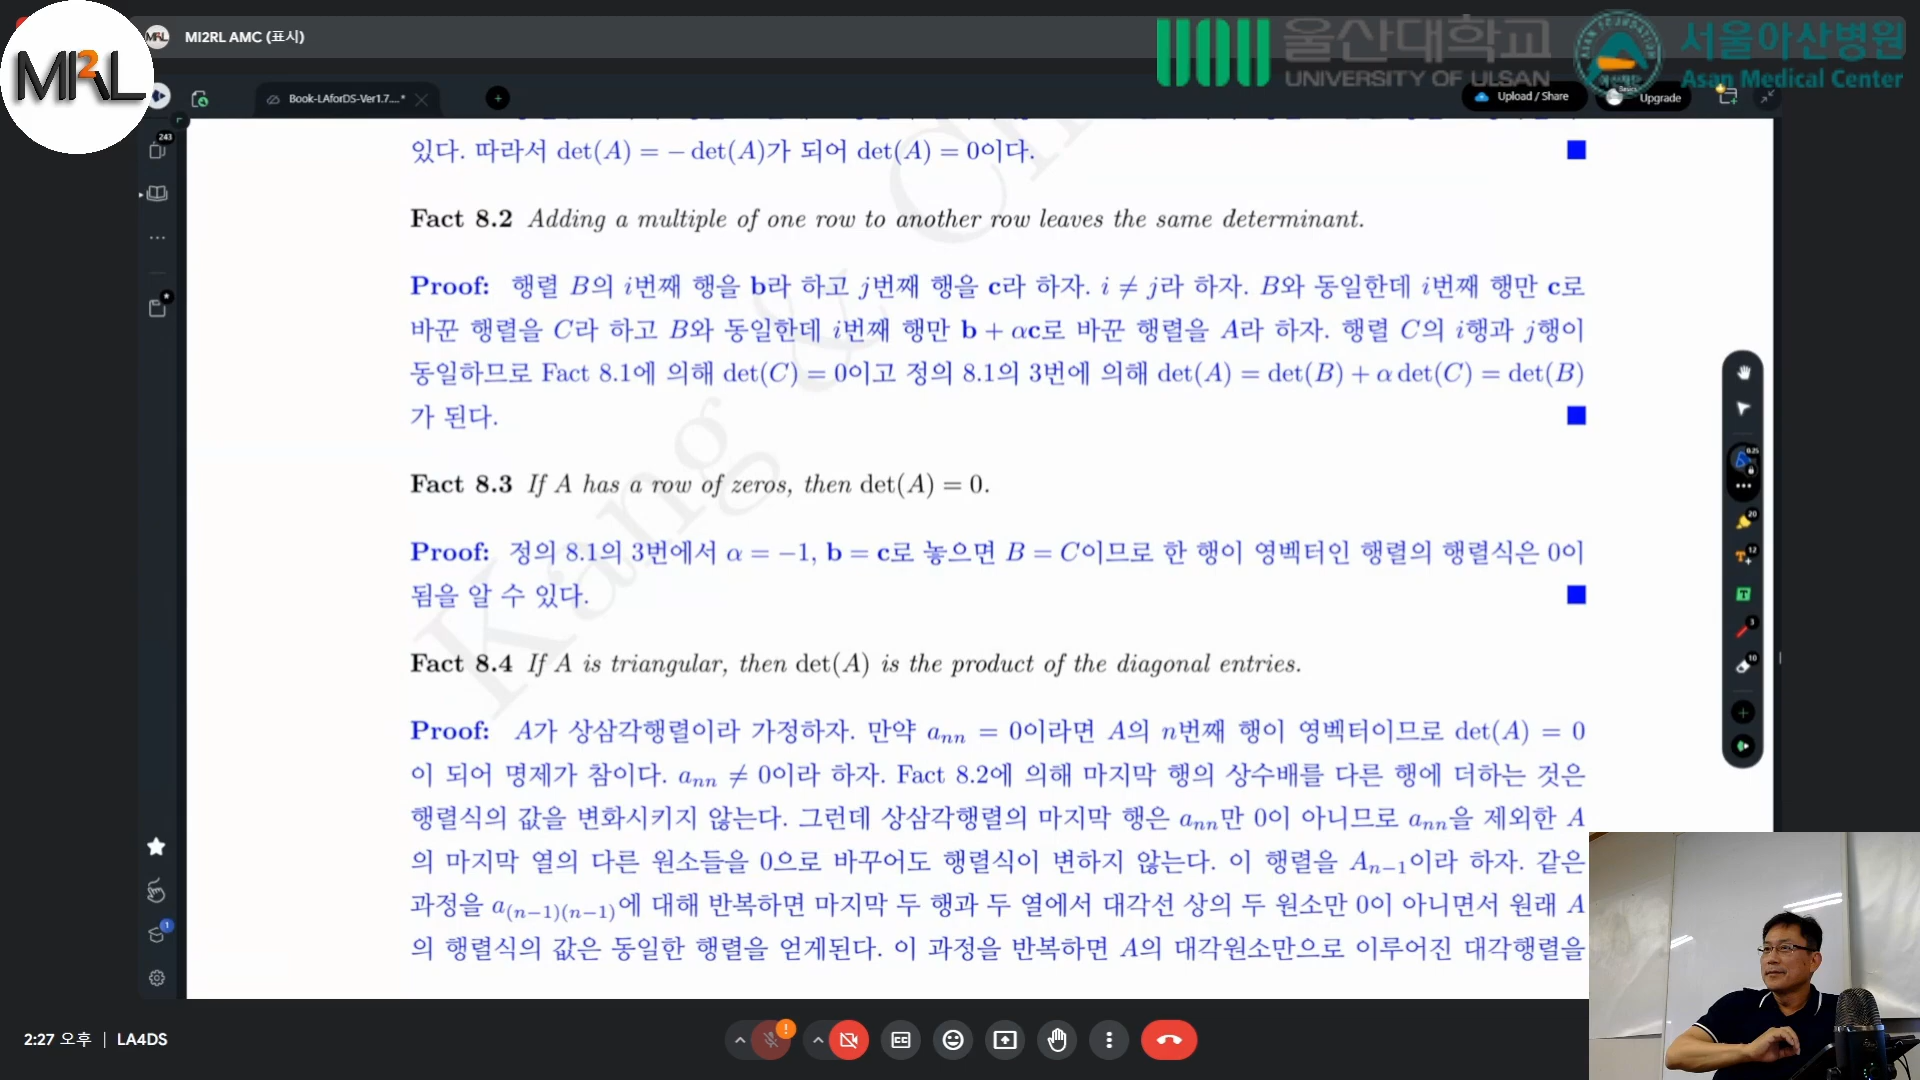 MI2RL AMC (표시)
MI2RL
울산대학교
UNIVERSITY OF ULSAN
서울아산병원
Asan Medical Center
Book-LAforDS-Ver1.7....*
Upload / Share
Upgrade
243
있다. 따라서 det(A) = − det(A)가 되어 det(A) = 0이다.
Fact 8.2 Adding a multiple of one row to another row leaves the same determinant.
Proof: 행렬 B의 i번째 행을 b라 하고 j번째 행을 c라 하자. i ≠ j라 하자. B와 동일한데 i번째 행만 c로
바꾼 행렬을 C라 하고 B와 동일한데 i번째 행만 b + αc로 바꾼 행렬을 A라 하자. 행렬 C의 i행과 j행이
동일하므로 Fact 8.1에 의해 det(C) = 0이고 정의 8.1의 3번에 의해 det(A) = det(B) + α det(C) = det(B)
가 된다.
Fact 8.3 If A has a row of zeros, then det(A) = 0.
Proof: 정의 8.1의 3번에서 α = −1, b = c로 놓으면 B = C이므로 한 행이 영벡터인 행렬의 행렬식은 0이
됨을 알 수 있다.
Fact 8.4 If A is triangular, then det(A) is the product of the diagonal entries.
Proof: A가 상삼각행렬이라 가정하자. 만약 aₙₙ = 0이라면 A의 n번째 행이 영벡터이므로 det(A) = 0
이 되어 명제가 참이다. aₙₙ ≠ 0이라 하자. Fact 8.2에 의해 마지막 행의 상수배를 다른 행에 더하는 것은
행렬식의 값을 변화시키지 않는다. 그런데 상삼각행렬의 마지막 행은 aₙₙ만 0이 아니므로 aₙₙ을 제외한 A
의 마지막 열의 다른 원소들을 0으로 바꾸어도 행렬식이 변하지 않는다. 이 행렬을 Aₙ₋₁이라 하자. 같은
과정을 a₍ₙ₋₁₎₍ₙ₋₁₎에 대해 반복하면 마지막 두 행과 두 열에서 대각선 상의 두 원소만 0이 아니면서 원래 A
의 행렬식의 값은 동일한 행렬을 얻게된다. 이 과정을 반복하면 A의 대각원소만으로 이루어진 대각행렬을
Kang &
2:27 오후 | LA4DS